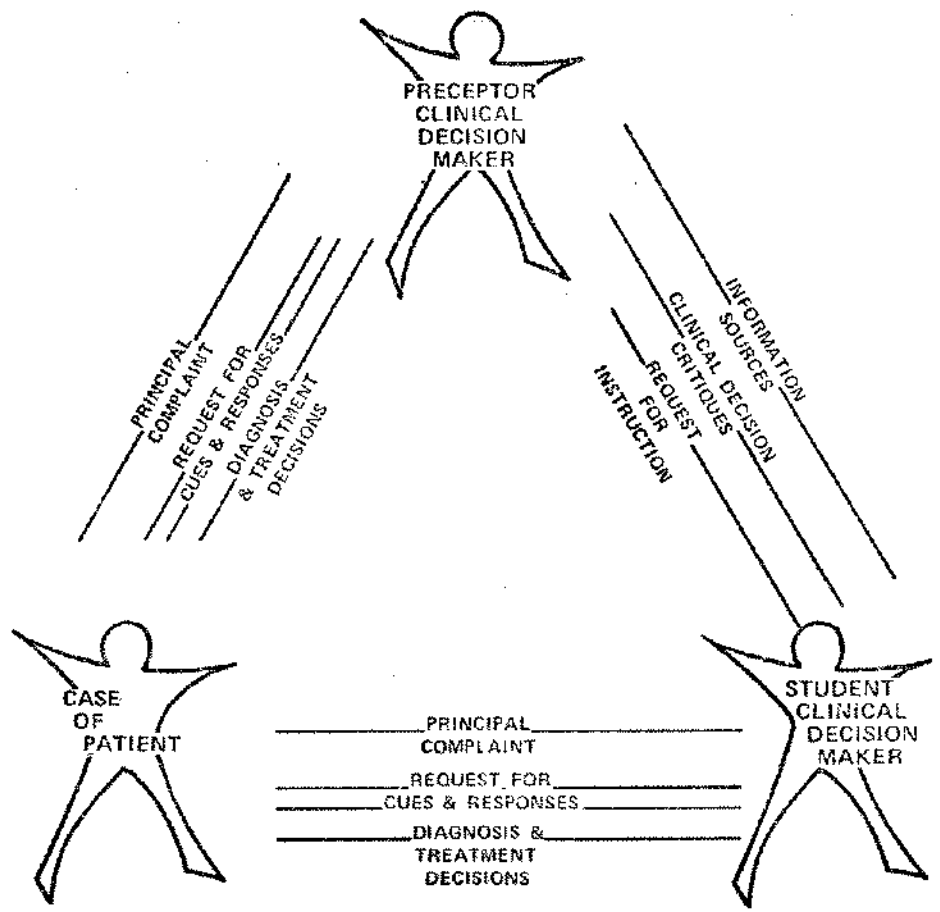 PRECEPTOR
CLINICAL
DECISION
MAKER
PRINCIPAL
COMPLAINT
REQUEST FOR
CUES & RESPONSES
DIAGNOSIS
& TREATMENT
DECISIONS
INFORMATION
SOURCES
CLINICAL DECISION
CRITIQUES
REQUEST
FOR
INSTRUCTION
CASE
OF
PATIENT
PRINCIPAL
COMPLAINT
REQUEST FOR
CUES & RESPONSES
DIAGNOSIS &
TREATMENT
DECISIONS
STUDENT
CLINICAL
DECISION
MAKER